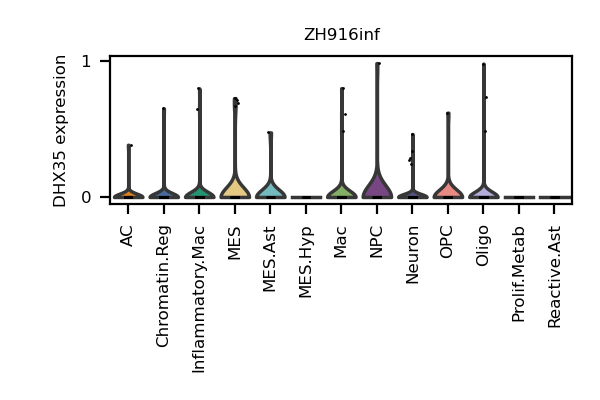 ZH916inf
DHX35 expression
1
0
AC
Chromatin.Reg
Inflammatory.Mac
MES
MES.Ast
MES.Hyp
Mac
NPC
Neuron
OPC
Oligo
Prolif.Metab
Reactive.Ast